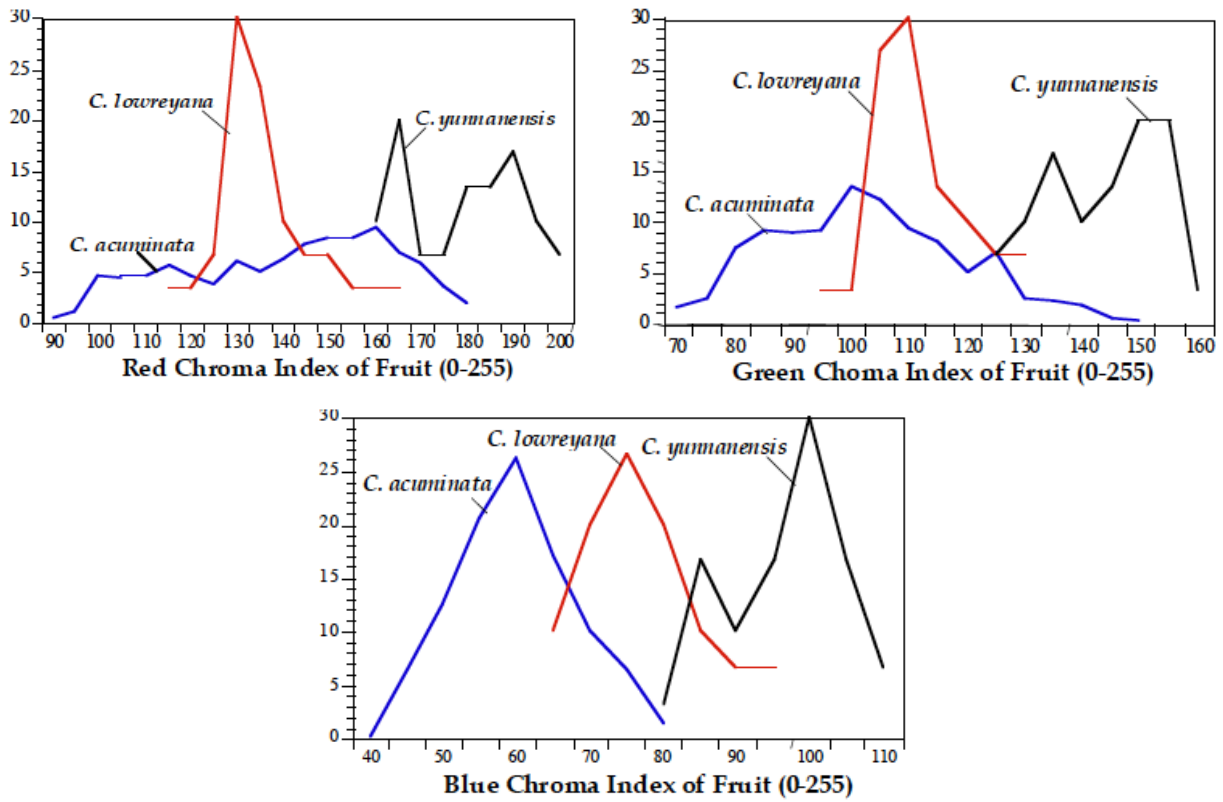 30
25
20
15
10
5
0
C. lowreyana
C. yunnanensis
C. acuminata
90 100 110 120 130 140 150 160 170 180 190 200
Red Chroma Index of Fruit (0-255)
30
25
20
15
10
5
0
C. lowreyana
C. yunnanensis
C. acuminata
70 80 90 100 110 120 130 140 150 160
Green Choma Index of Fruit (0-255)
30
25
20
15
10
5
0
C. lowreyana
C. yunnanensis
C. acuminata
40 50 60 70 80 90 100 110
Blue Chroma Index of Fruit (0-255)